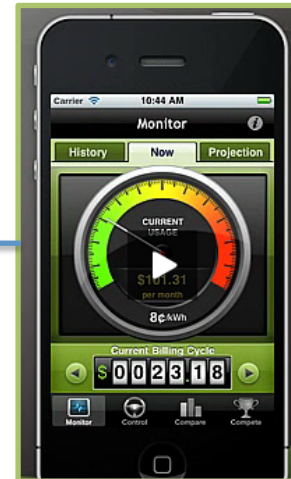 Carrier 10:44 AM
Monitor
History Now Projection
CURRENT
USAGE
$101.31
per month
8¢/kWh
Current Billing Cycle
$ 0023.18
Monitor Control Compare Compete